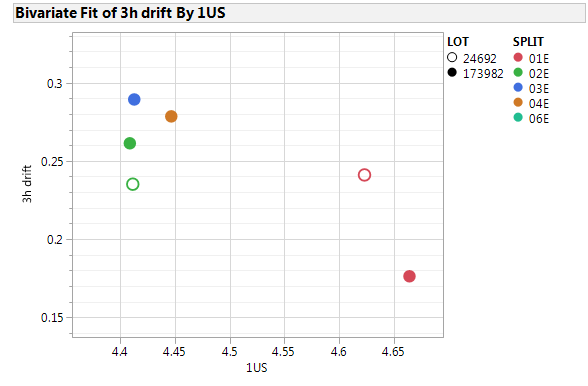 Bivariate Fit of 3h drift By 1US
LOT
24692
173982
SPLIT
01E
02E
03E
04E
06E
3h drift
0.3
0.25
0.2
0.15
4.4 4.45 4.5 4.55 4.6 4.65
1US